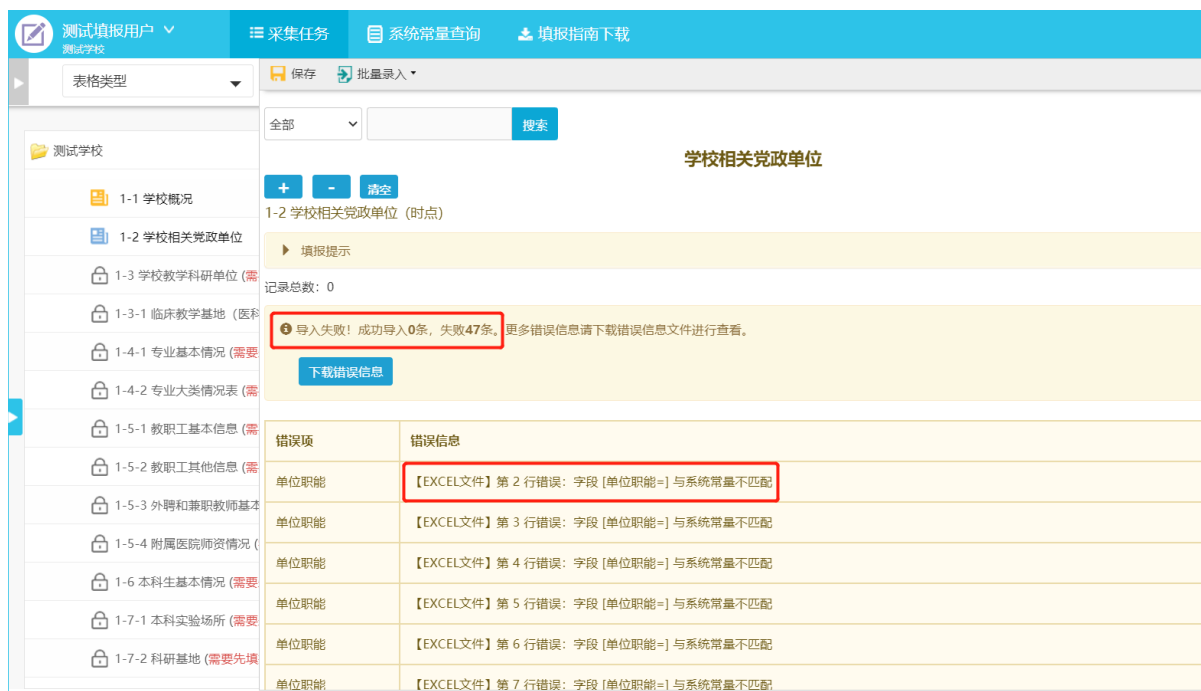 测试填报用户
测试学校
采集任务
系统常量查询
填报指南下载
表格类型
保存
批量录入
测试学校
1-1 学校概况
1-2 学校相关党政单位
1-3 学校教学科研单位 (需
1-3-1 临床教学基地（医科
1-4-1 专业基本情况 (需要
1-4-2 专业大类情况表 (需
1-5-1 教职工基本信息 (需
1-5-2 教职工其他信息 (需
1-5-3 外聘和兼职教师基本
1-5-4 附属医院师资情况 (
1-6 本科生基本情况 (需要
1-7-1 本科实验场所 (需要
1-7-2 科研基地 (需要先填
全部
搜索
学校相关党政单位
+ - 清空
1-2 学校相关党政单位（时点）
填报提示
记录总数：0
导入失败！成功导入0条，失败47条。更多错误信息请下载错误信息文件进行查看。
下载错误信息
错误项 错误信息
单位职能 【EXCEL文件】第 2 行错误：字段 [单位职能=] 与系统常量不匹配
单位职能 【EXCEL文件】第 3 行错误：字段 [单位职能=] 与系统常量不匹配
单位职能 【EXCEL文件】第 4 行错误：字段 [单位职能=] 与系统常量不匹配
单位职能 【EXCEL文件】第 5 行错误：字段 [单位职能=] 与系统常量不匹配
单位职能 【EXCEL文件】第 6 行错误：字段 [单位职能=] 与系统常量不匹配
单位职能 【EXCEL文件】第 7 行错误：字段 [单位职能=] 与系统常量不匹配